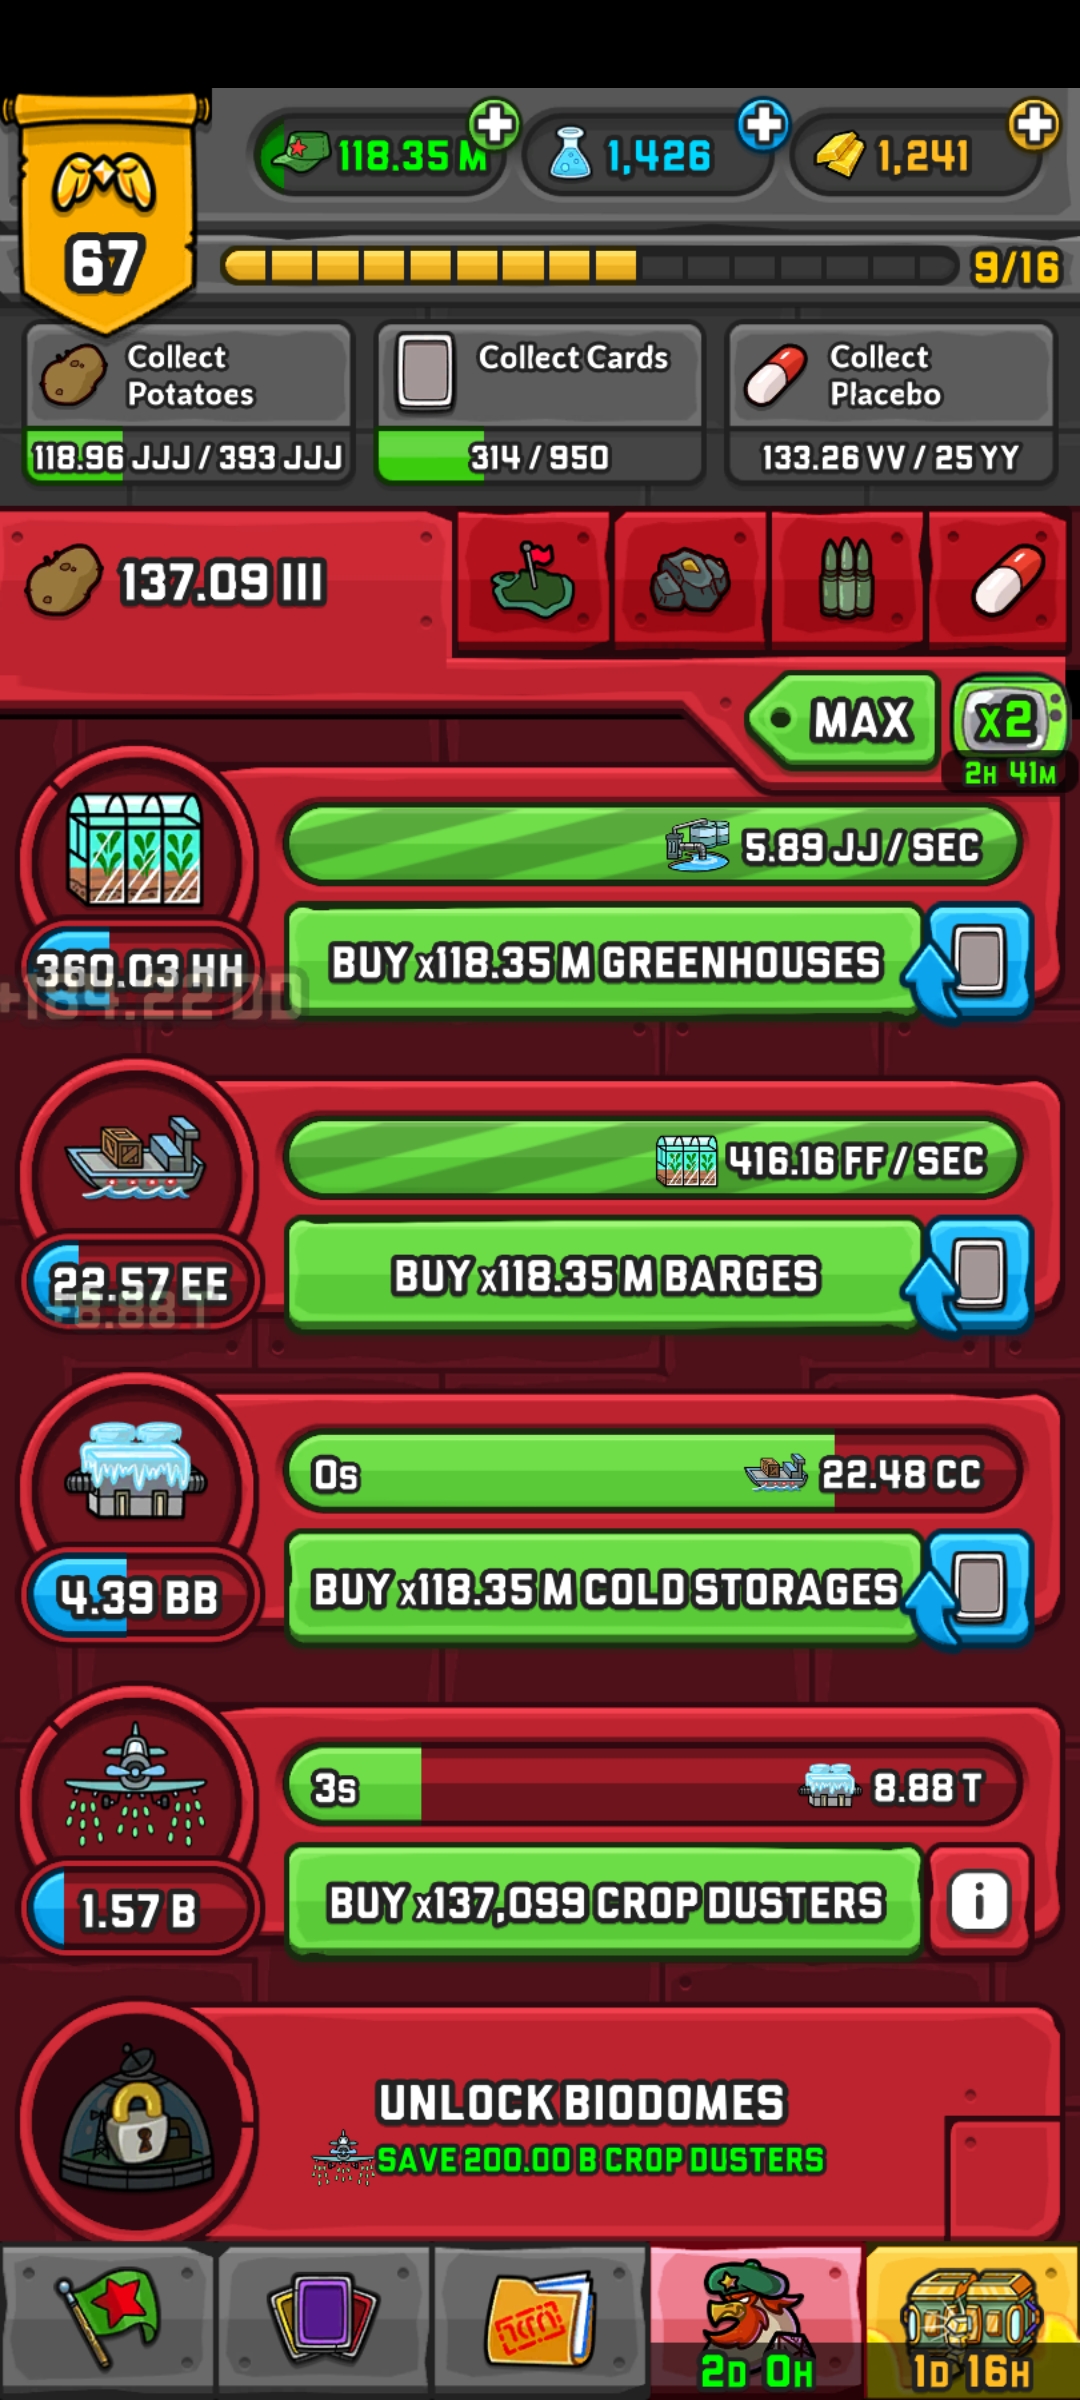 67
118.35 M
1,426
1,241
9/16
Collect Potatoes
118.96 JJJ / 393 JJJ
Collect Cards
314 / 950
Collect Placebo
133.26 VV / 25 YY
137.09 III
MAX
x2
2H 41M
5.89 JJ / SEC
360.03 HH
BUY x118.35 M GREENHOUSES
416.16 FF / SEC
22.57 EE
+8.88 T
BUY x118.35 M BARGES
0s
22.48 CC
4.39 BB
BUY x118.35 M COLD STORAGES
3s
8.88 T
1.57 B
BUY x137,099 CROP DUSTERS
i
UNLOCK BIODOMES
SAVE 200.00 B CROP DUSTERS
2D 0H
1D 16H